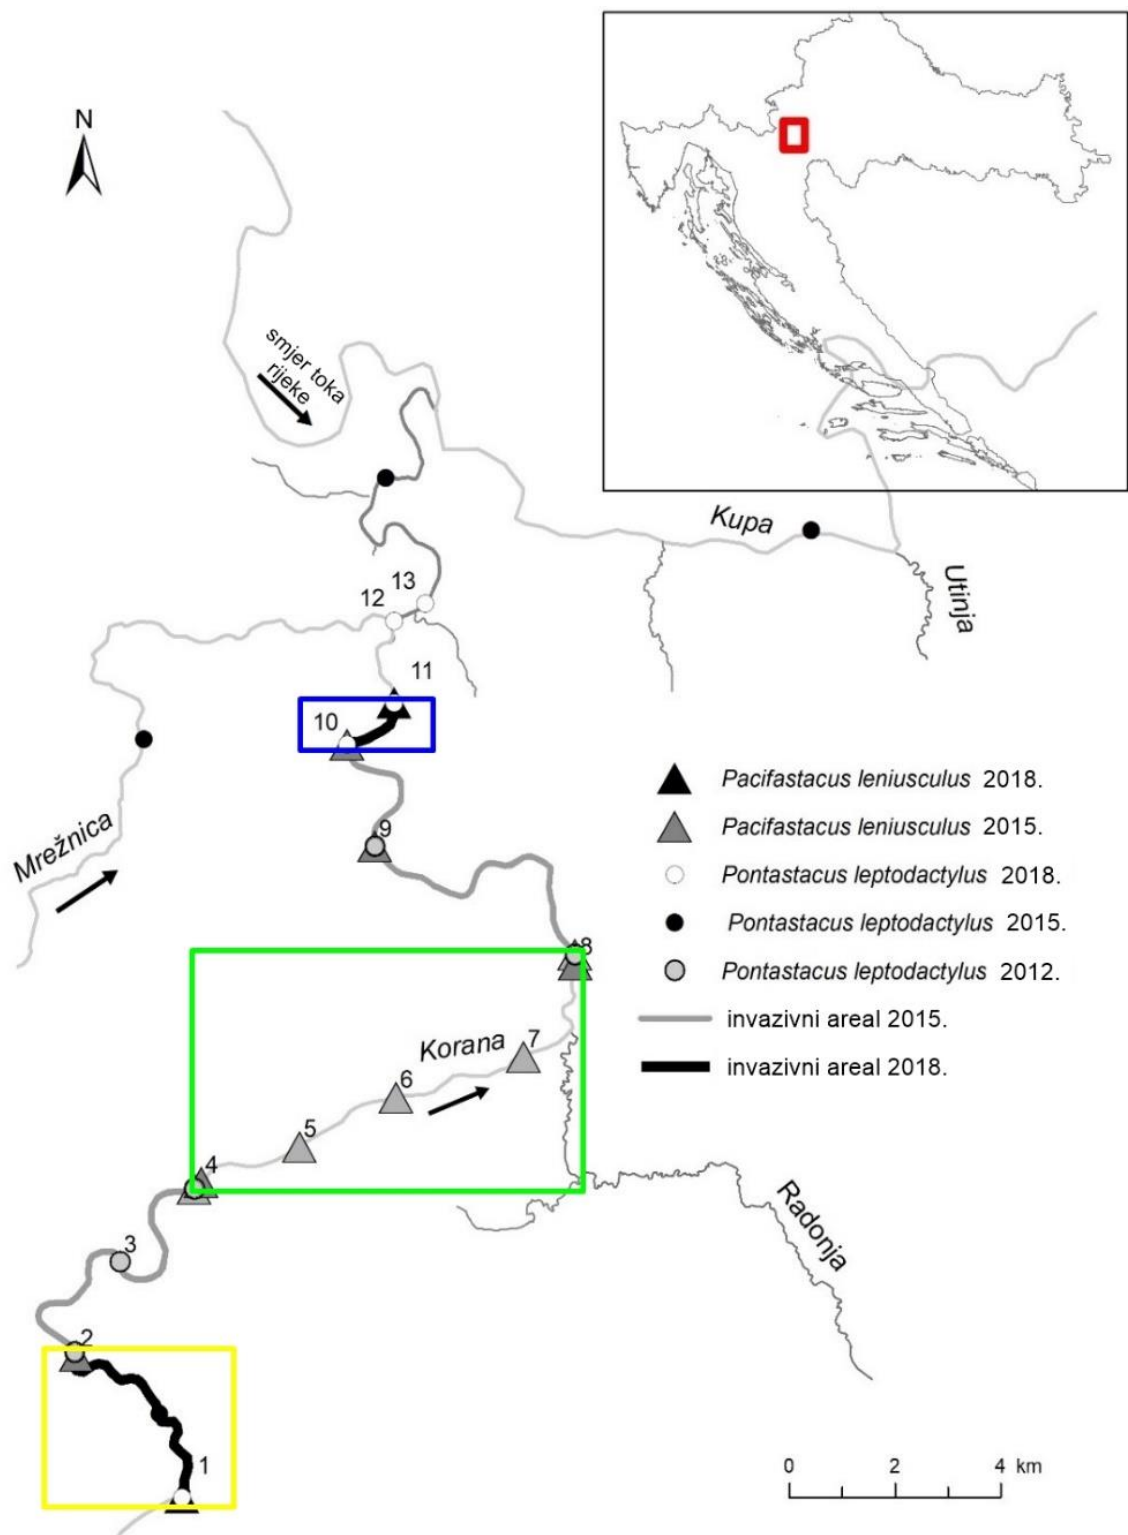 N
smjer toka
rijeke
Kupa
Utinja
13
12
11
10
Mrežnica
9
8
Korana
7
6
5
4
3
2
1
Radonja
Pacifastacus leniusculus 2018.
Pacifastacus leniusculus 2015.
Pontastacus leptodactylus 2018.
Pontastacus leptodactylus 2015.
Pontastacus leptodactylus 2012.
invazivni areal 2015.
invazivni areal 2018.
0 2 4 km